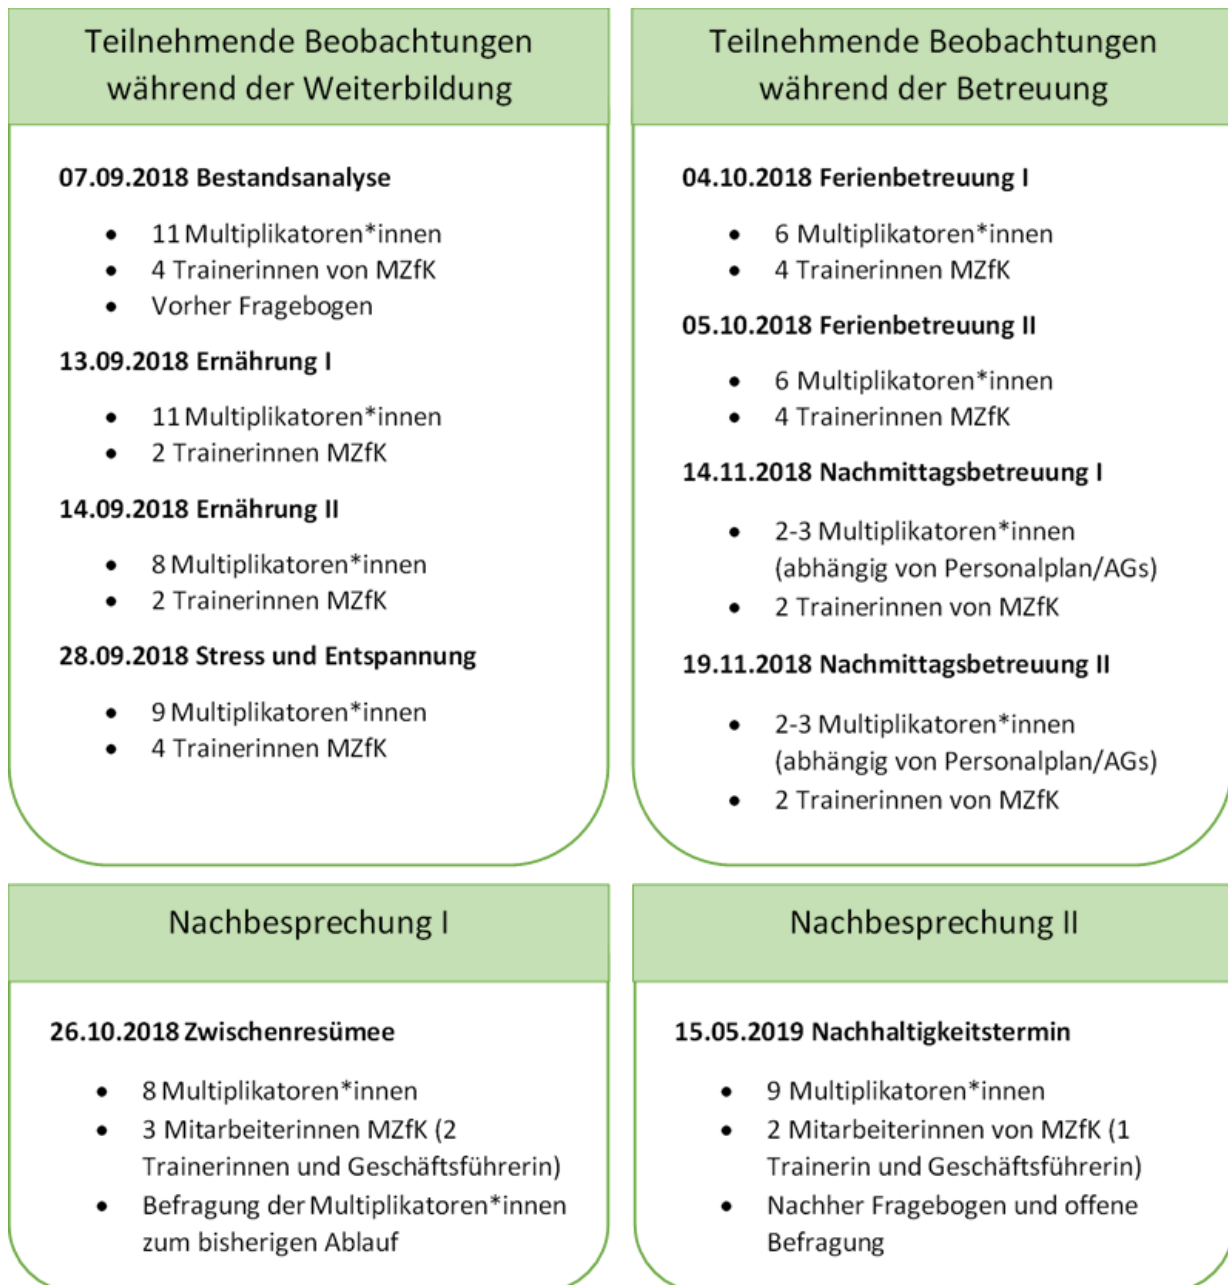 Teilnehmende Beobachtungen
während der Weiterbildung
07.09.2018 Bestandsanalyse
• 11 Multiplikatoren*innen
• 4 Trainerinnen von MZfK
• Vorher Fragebogen
13.09.2018 Ernährung I
• 11 Multiplikatoren*innen
• 2 Trainerinnen MZfK
14.09.2018 Ernährung II
• 8 Multiplikatoren*innen
• 2 Trainerinnen MZfK
28.09.2018 Stress und Entspannung
• 9 Multiplikatoren*innen
• 4 Trainerinnen MZfK
Teilnehmende Beobachtungen
während der Betreuung
04.10.2018 Ferienbetreuung I
• 6 Multiplikatoren*innen
• 4 Trainerinnen MZfK
05.10.2018 Ferienbetreuung II
• 6 Multiplikatoren*innen
• 4 Trainerinnen MZfK
14.11.2018 Nachmittagsbetreuung I
• 2-3 Multiplikatoren*innen
(abhängig von Personalplan/AGs)
• 2 Trainerinnen von MZfK
19.11.2018 Nachmittagsbetreuung II
• 2-3 Multiplikatoren*innen
(abhängig von Personalplan/AGs)
• 2 Trainerinnen von MZfK
Nachbesprechung I
26.10.2018 Zwischenresümee
• 8 Multiplikatoren*innen
• 3 Mitarbeiterinnen MZfK (2
Trainerinnen und Geschäftsführerin)
• Befragung der Multiplikatoren*innen
zum bisherigen Ablauf
Nachbesprechung II
15.05.2019 Nachhaltigkeitstermin
• 9 Multiplikatoren*innen
• 2 Mitarbeiterinnen von MZfK (1
Trainerin und Geschäftsführerin)
• Nachher Fragebogen und offene
Befragung